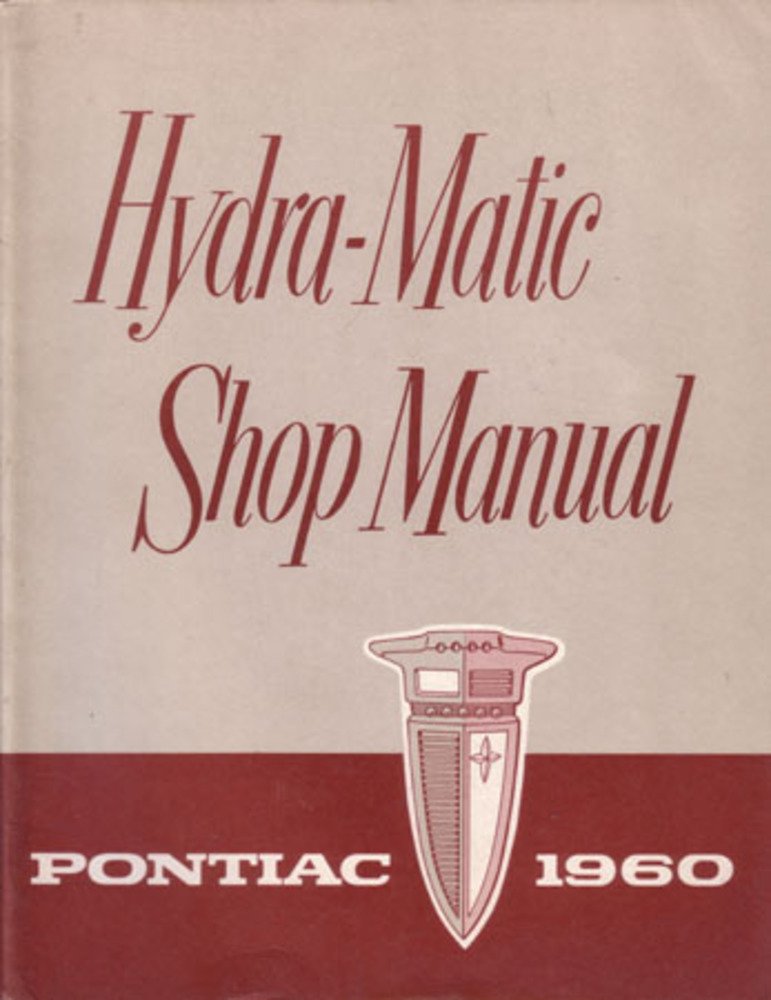 Hydra-Matic
Shop Manual
PONTIAC 1960